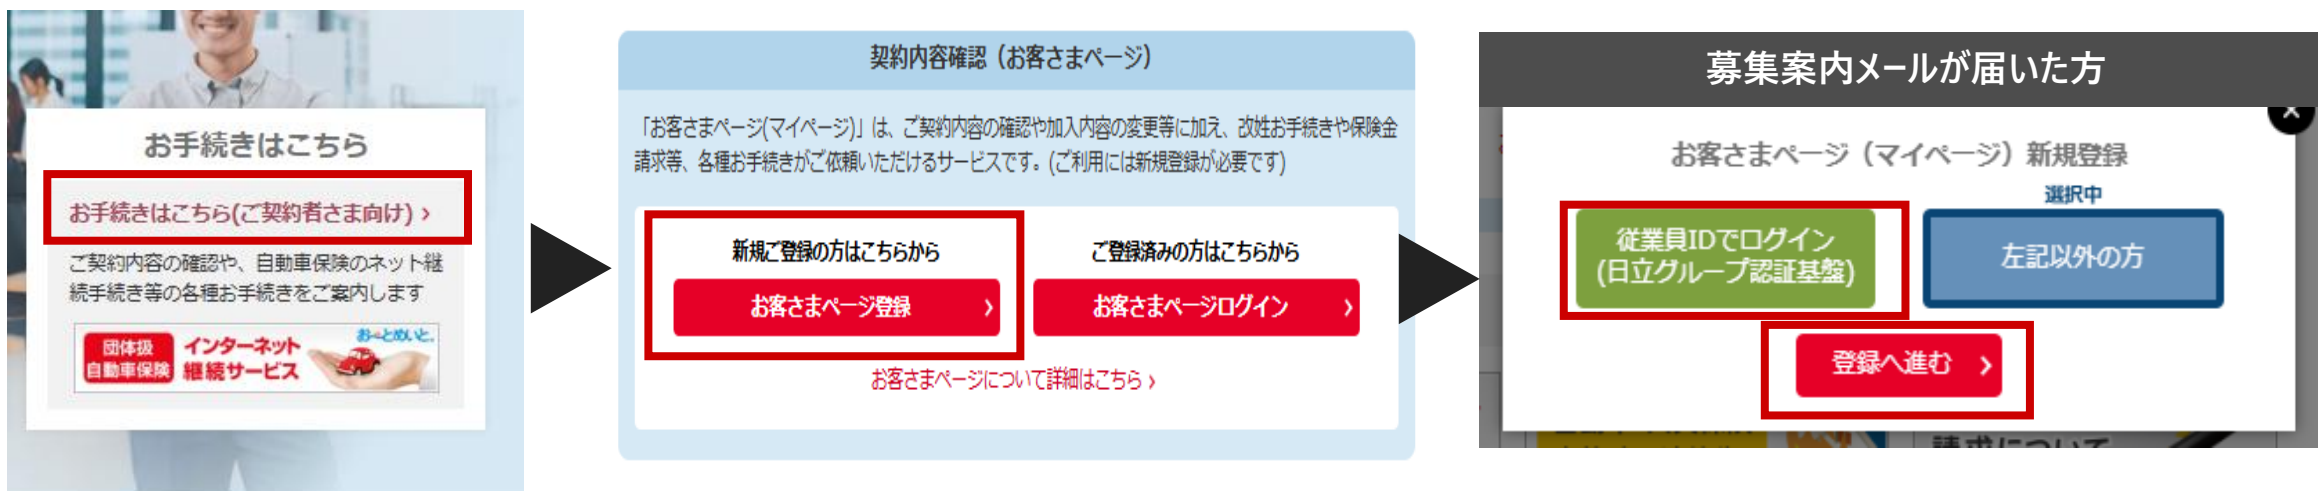 お手続きはこちら
お手続きはこちら(ご契約者さま向け) ›
ご契約内容の確認や、自動車保険のネット継
続手続き等の各種お手続きをご案内します
団体扱
自動車保険
インターネット
継続サービス
おーとめいと。
契約内容確認（お客さまページ）
「お客さまページ(マイページ)」は、ご契約内容の確認や加入内容の変更等に加え、改姓お手続きや保険金
請求等、各種お手続きがご依頼いただけるサービスです。(ご利用には新規登録が必要です)
新規ご登録の方はこちらから
お客さまページ登録 ›
ご登録済みの方はこちらから
お客さまページログイン ›
お客さまページについて詳細はこちら ›
募集案内メールが届いた方
お客さまページ（マイページ）新規登録
選択中
従業員IDでログイン
(日立グループ認証基盤)
左記以外の方
登録へ進む ›
請求について